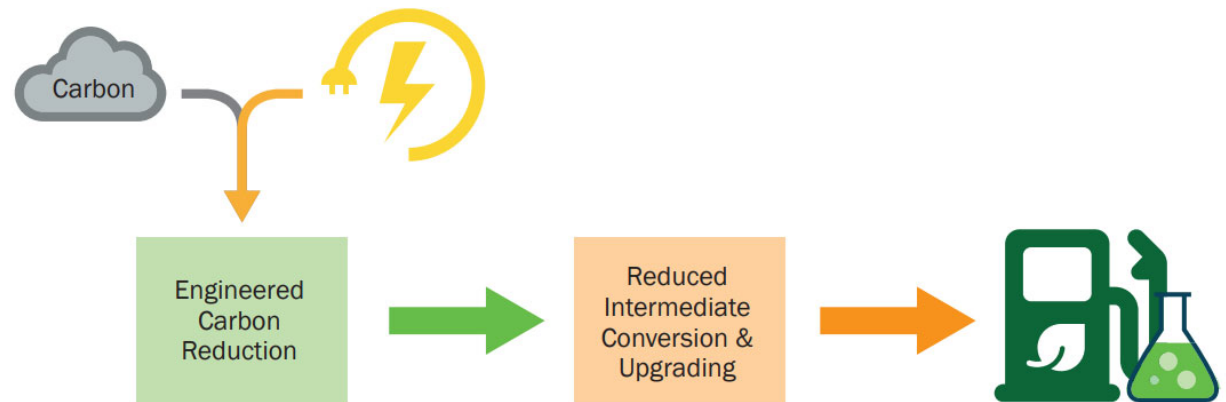 Carbon
Engineered
Carbon
Reduction
Reduced
Intermediate
Conversion &
Upgrading